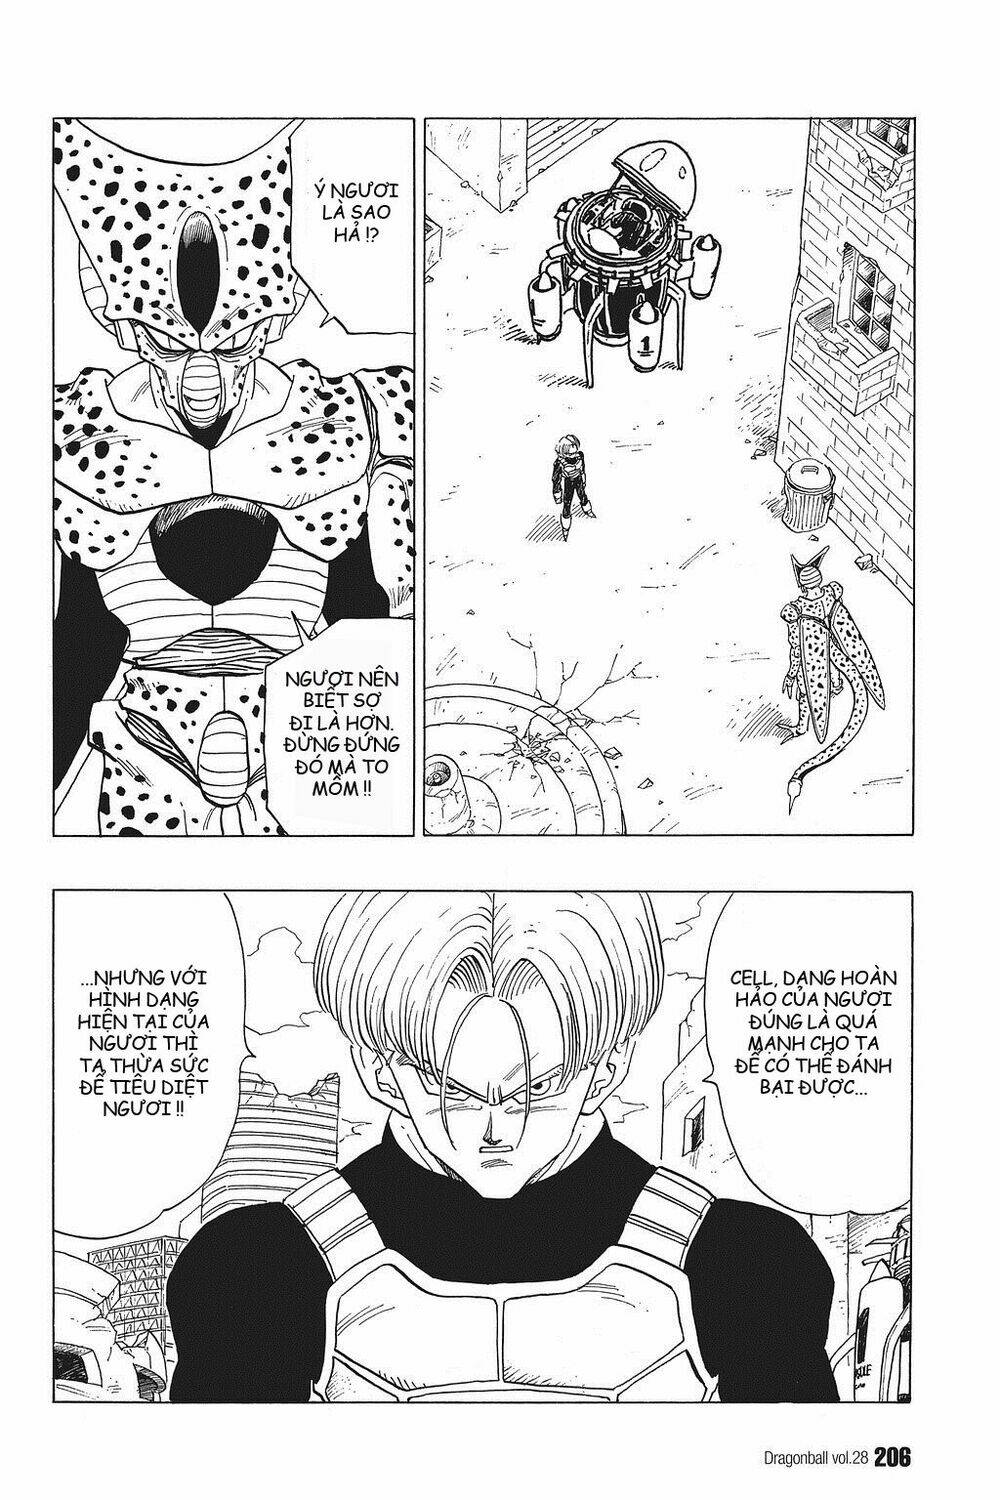 Ý NGƯƠI
LÀ SAO
HẢ !?
NGƯƠI NÊN
BIẾT SỢ
ĐI LÀ HƠN.
ĐỪNG ĐỨNG
ĐÓ MÀ TO
MỒM !!
1
CELL, DẠNG HOÀN
HẢO CỦA NGƯƠI
ĐÚNG LÀ QUÁ
MẠNH CHO TA
ĐỂ CÓ THỂ ĐÁNH
BẠI ĐƯỢC...
...NHƯNG VỚI
HÌNH DẠNG
HIỆN TẠI CỦA
NGƯƠI THÌ
TA THỪA SỨC
ĐỂ TIÊU DIỆT
NGƯƠI !!
Dragonball vol.28 206